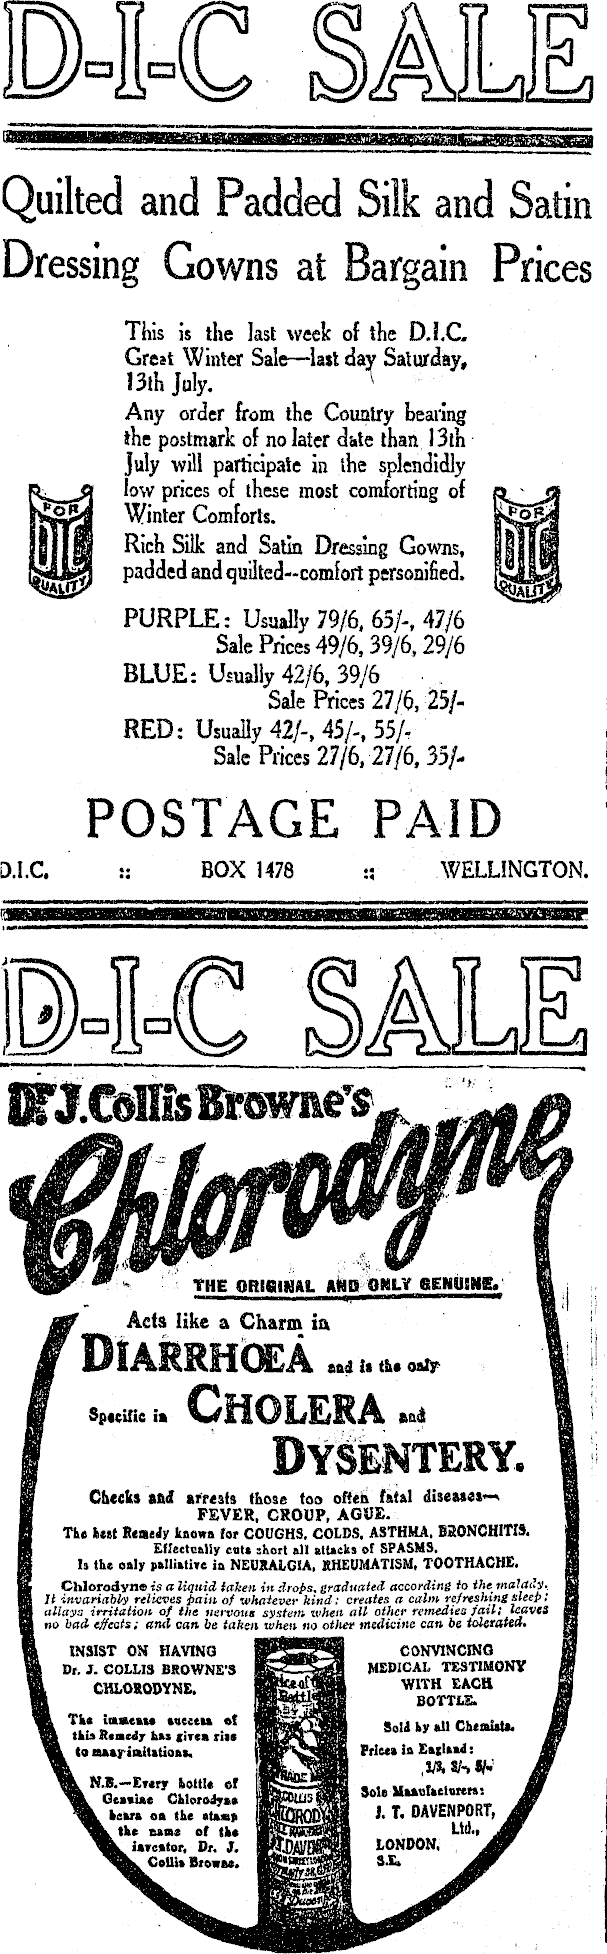 D-I-C SALE
Quilted and Padded Silk and Satin
Dressing Gowns at Bargain Prices
This is the last week of the D.I.C.
Great Winter Sale—last day Saturday,
13th July.
Any order from the Country bearing
the postmark of no later date than 13th
July will participate in the splendidly
low prices of these most comforting of
Winter Comforts.
Rich Silk and Satin Dressing Gowns,
padded and quilted--comfort personified.
FOR
DIC
QUALITY
FOR
DIC
QUALITY
PURPLE: Usually 79/6, 65/-, 47/6
Sale Prices 49/6, 39/6, 29/6
BLUE: Usually 42/6, 39/6
Sale Prices 27/6, 25/-
RED: Usually 42/-, 45/-, 55/-
Sale Prices 27/6, 27/6, 35/-
POSTAGE PAID
D.I.C. :: BOX 1478 :: WELLINGTON.
D-I-C SALE
Dr. J. Collis Browne's
Chlorodyne
THE ORIGINAL AND ONLY GENUINE.
Acts like a Charm in
DIARRHŒA and is the only
Specific in CHOLERA and
DYSENTERY.
Checks and arrests those too often fatal diseases—
FEVER, CROUP, AGUE.
The best Remedy known for COUGHS, COLDS, ASTHMA, BRONCHITIS.
Effectually cuts short all attacks of SPASMS.
Is the only palliative in NEURALGIA, RHEUMATISM, TOOTHACHE.
Chlorodyne is a liquid taken in drops, graduated according to the malady.
It invariably relieves pain of whatever kind; creates a calm refreshing sleep;
allays irritation of the nervous system when all other remedies fail; leaves
no bad effects; and can be taken when no other medicine can be tolerated.
INSIST ON HAVING
Dr. J. COLLIS BROWNE'S
CHLORODYNE.
The immense success of
this Remedy has given rise
to many imitations.
N.B.—Every bottle of
Genuine Chlorodyne
bears on the stamp
the name of the
inventor, Dr. J.
Collis Browne.
CONVINCING
MEDICAL TESTIMONY
WITH EACH
BOTTLE.
Sold by all Chemists.
Prices in England:
1/3, 3/-, 5/-
Sole Manufacturers:
J. T. DAVENPORT,
Ltd.,
LONDON,
S.E.